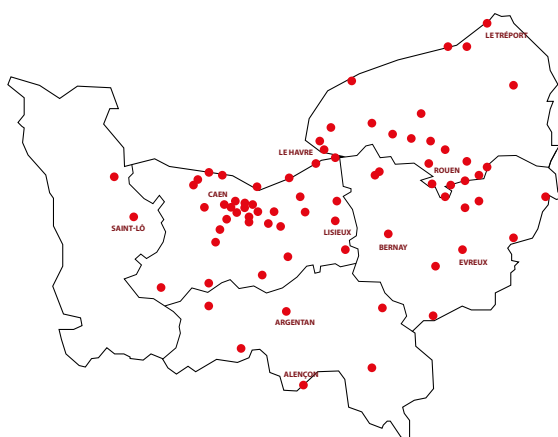 LE TRÉPORT
LE HAVRE
ROUEN
CAEN
SAINT-LÔ
LISIEUX
BERNAY
EVREUX
ARGENTAN
ALENÇON